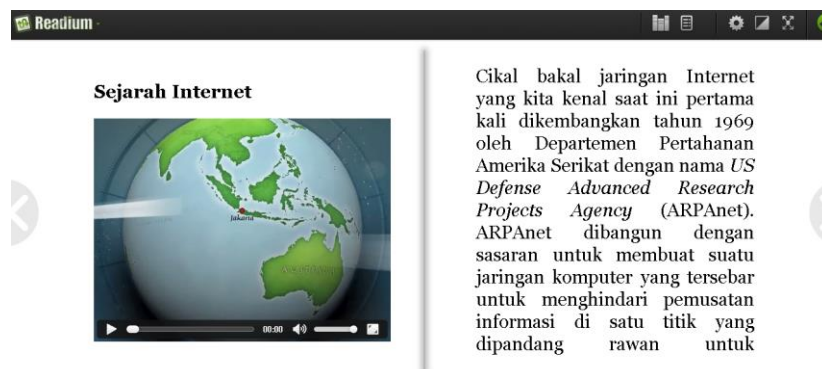 Readium
Sejarah Internet
Jakarta
00:00
Cikal bakal jaringan Internet
yang kita kenal saat ini pertama
kali dikembangkan tahun 1969
oleh Departemen Pertahanan
Amerika Serikat dengan nama US
Defense Advanced Research
Projects Agency (ARPAnet).
ARPAnet dibangun dengan
sasaran untuk membuat suatu
jaringan komputer yang tersebar
untuk menghindari pemusatan
informasi di satu titik yang
dipandang rawan untuk